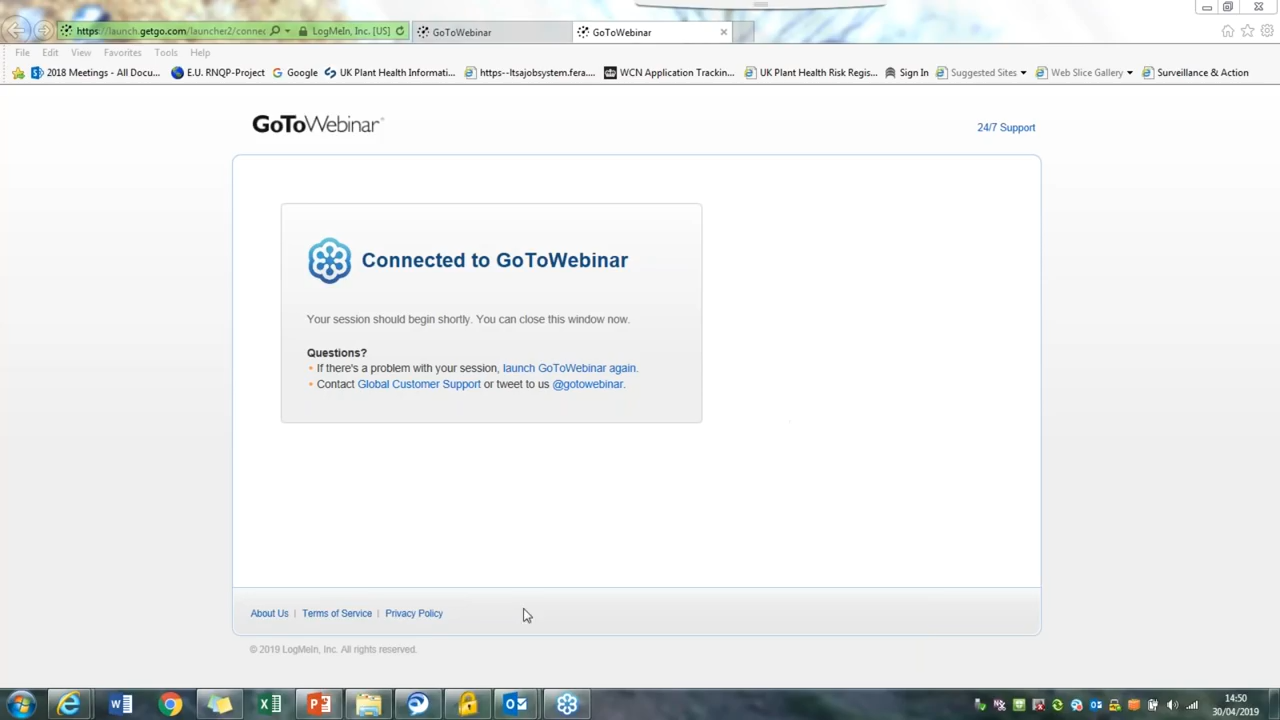 https://launch.getgo.com/launcher2/connec
LogMeIn, Inc. [US]
GoToWebinar
GoToWebinar
File Edit View Favorites Tools Help
2018 Meetings - All Docu...
E.U. RNQP-Project
Google
UK Plant Health Informati...
https--ltsajobsystem.fera....
WCN Application Trackin...
UK Plant Health Risk Regis...
Sign In
Suggested Sites
Web Slice Gallery
Surveillance & Action
GoToWebinar
24/7 Support
Connected to GoToWebinar
Your session should begin shortly. You can close this window now.
Questions?
If there's a problem with your session, launch GoToWebinar again.
Contact Global Customer Support or tweet to us @gotowebinar.
About Us | Terms of Service | Privacy Policy
© 2019 LogMeIn, Inc. All rights reserved.
14:50
30/04/2019